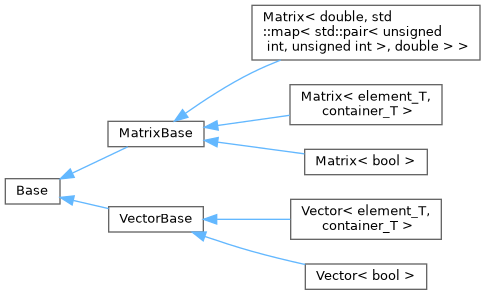 Matrix< double, std
::map< std::pair< unsigned
int, unsigned int >, double > >
Matrix< element_T,
container_T >
MatrixBase
Matrix< bool >
Base
Vector< element_T,
container_T >
VectorBase
Vector< bool >